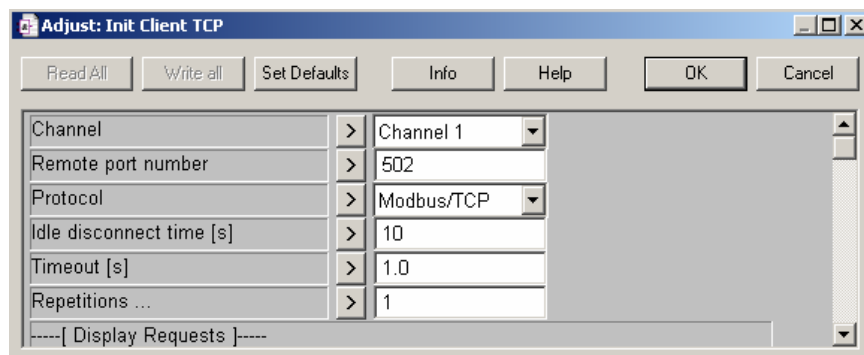 Adjust: Init Client TCP
Read All Write all Set Defaults Info Help OK Cancel
Channel > Channel 1
Remote port number > 502
Protocol > Modbus/TCP
Idle disconnect time [s] > 10
Timeout [s] > 1.0
Repetitions ... > 1
-----[ Display Requests ]-----